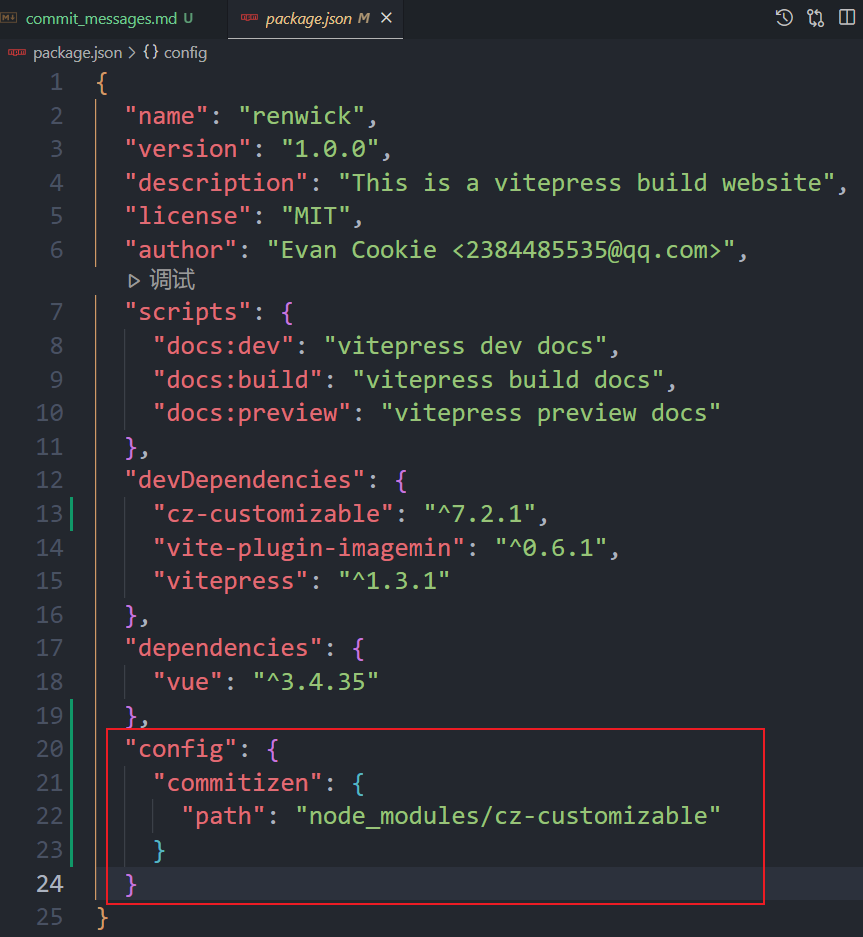 commit_messages.md U
package.json M ×
package.json > {} config
1 {
2 "name": "renwick",
3 "version": "1.0.0",
4 "description": "This is a vitepress build website",
5 "license": "MIT",
6 "author": "Evan Cookie <2384485535@qq.com>",
调试
7 "scripts": {
8 "docs:dev": "vitepress dev docs",
9 "docs:build": "vitepress build docs",
10 "docs:preview": "vitepress preview docs"
11 },
12 "devDependencies": {
13 "cz-customizable": "^7.2.1",
14 "vite-plugin-imagemin": "^0.6.1",
15 "vitepress": "^1.3.1"
16 },
17 "dependencies": {
18 "vue": "^3.4.35"
19 },
20 "config": {
21 "commitizen": {
22 "path": "node_modules/cz-customizable"
23 }
24 }
25 }